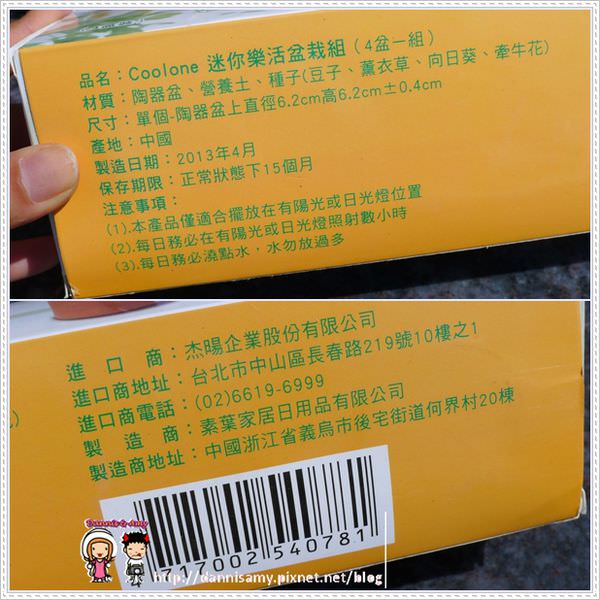 品名：Coolone 迷你樂活盆栽組（4盆一組）
材質：陶器盆、營養土、種子(豆子、薰衣草、向日葵、牽牛花)
尺寸：單個-陶器盆上直徑6.2cm高6.2cm±0.4cm
產地：中國
製造日期：2013年4月
保存期限：正常狀態下15個月
注意事項：
(1).本產品僅適合擺放在有陽光或日光燈位置
(2).每日務必在有陽光或日光燈照射數小時
(3).每日務必澆點水，水勿放過多
進口商：杰暘企業股份有限公司
進口商地址：台北市中山區長春路219號10樓之1
進口商電話：(02)6619-6999
製造商：素葉家居日用品有限公司
製造商地址：中國浙江省義烏市後宅街道何界村20棟
717002540781
Dannis & Amy
http://dannisamy.pixnet.net/blog